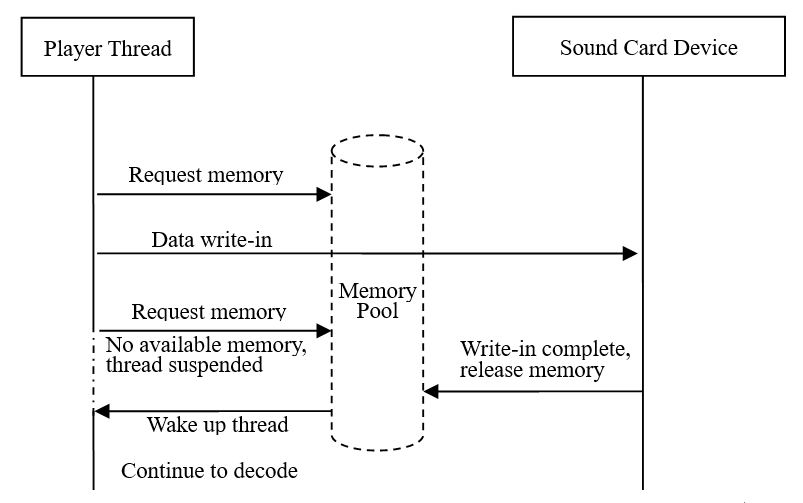 Player Thread
Sound Card Device
Request memory
Data write-in
Memory
Pool
Request memory
No available memory,
thread suspended
Write-in complete,
release memory
Wake up thread
Continue to decode